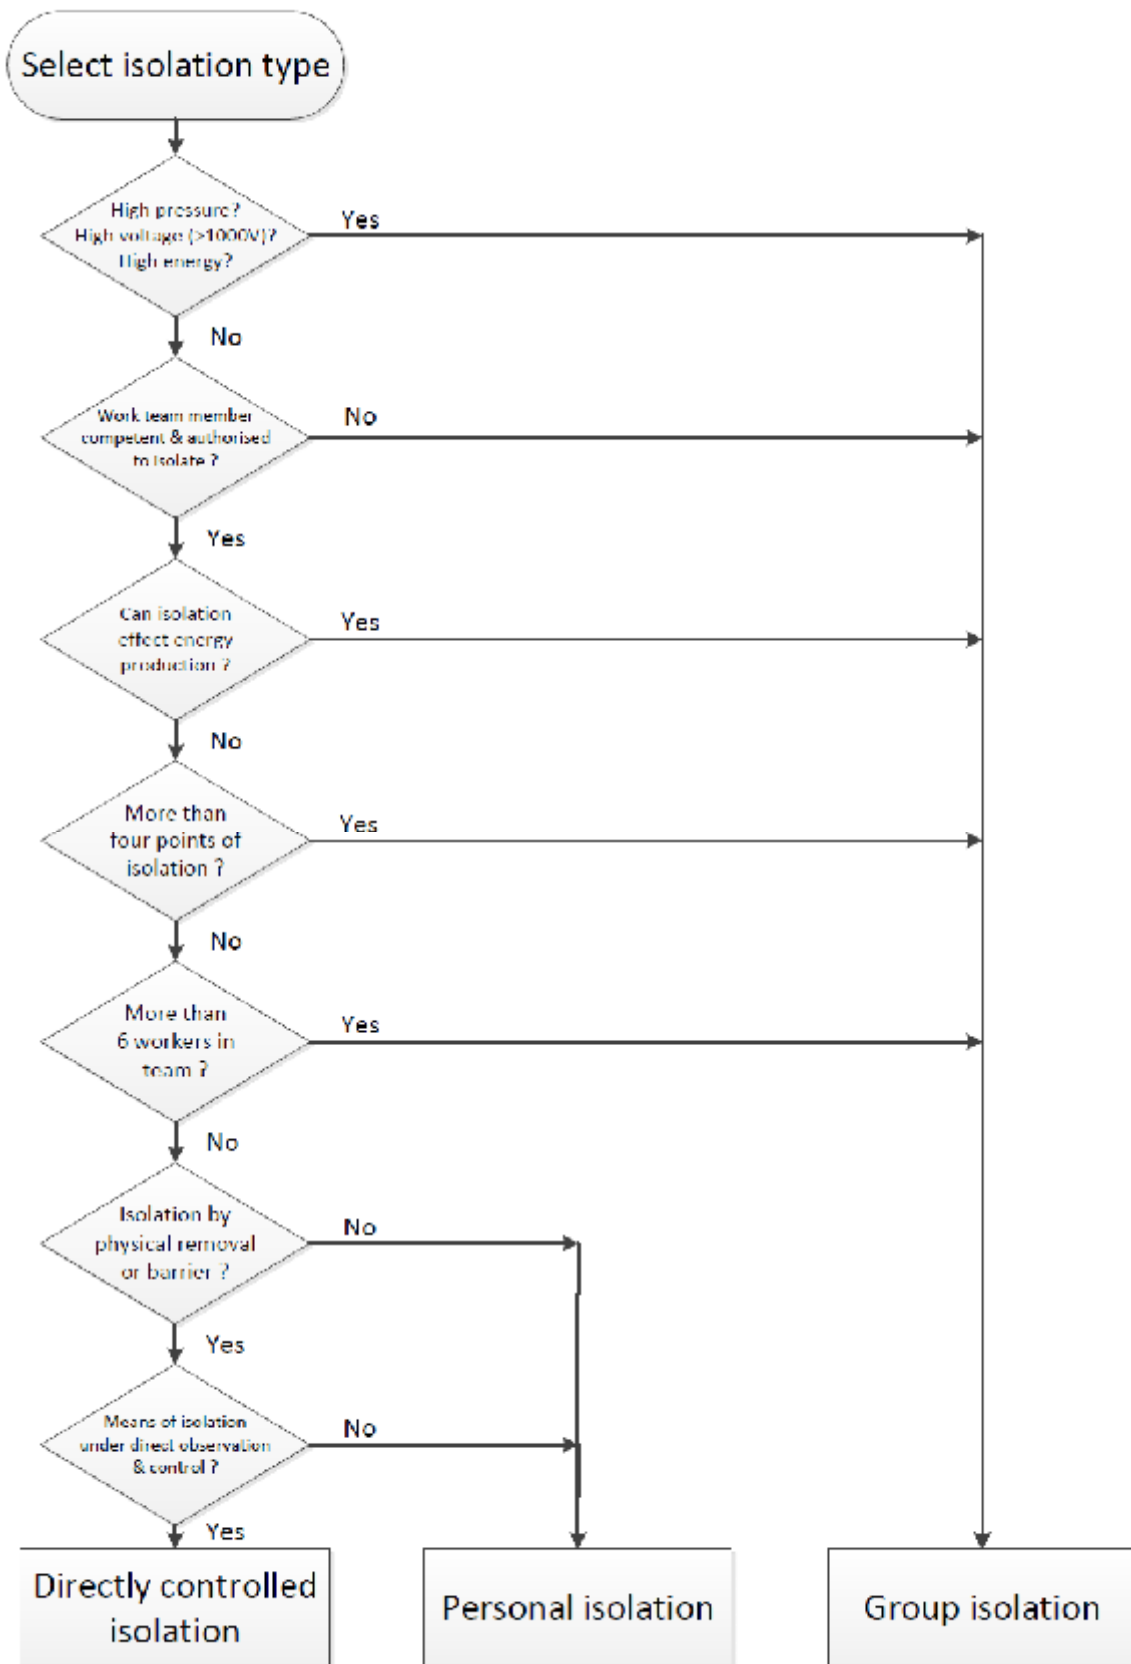 Select isolation type
High pressure?
High voltage (>1000V)?
High energy?
Yes
No
Work team member
competent & authorised
to isolate ?
No
Yes
Can isolation
effect energy
production ?
Yes
No
More than
four points of
isolation ?
Yes
No
More than
6 workers in
team ?
Yes
No
Isolation by
physical removal
or barrier ?
No
Yes
Means of isolation
under direct observation
& control ?
No
Yes
Directly controlled
isolation
Personal isolation
Group isolation